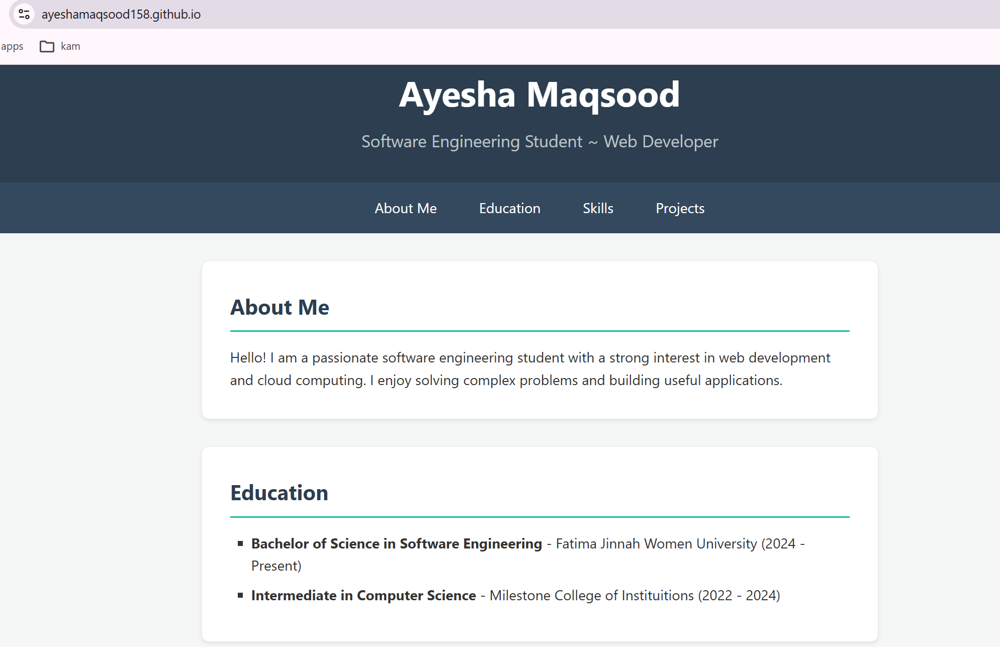 ayeshamaqsood158.github.io
apps kam
Ayesha Maqsood
Software Engineering Student ~ Web Developer
About Me Education Skills Projects
About Me
Hello! I am a passionate software engineering student with a strong interest in web development
and cloud computing. I enjoy solving complex problems and building useful applications.
Education
Bachelor of Science in Software Engineering - Fatima Jinnah Women University (2024 -
Present)
Intermediate in Computer Science - Milestone College of Instituitions (2022 - 2024)